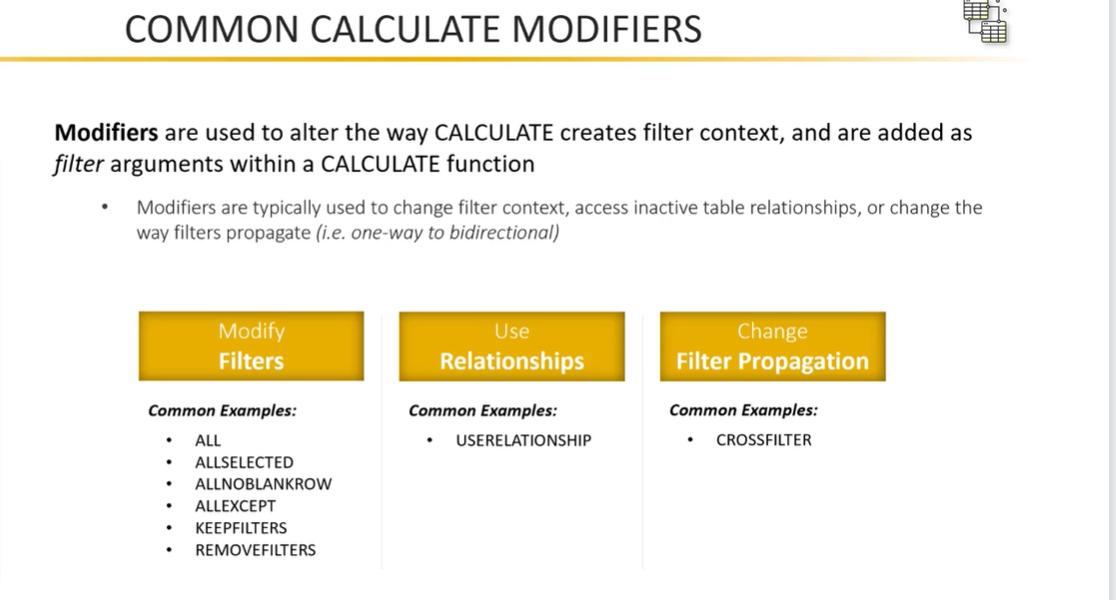 COMMON CALCULATE MODIFIERS
Modifiers are used to alter the way CALCULATE creates filter context, and are added as
filter arguments within a CALCULATE function
• Modifiers are typically used to change filter context, access inactive table relationships, or change the
way filters propagate (i.e. one-way to bidirectional)
Modify
Filters
Common Examples:
• ALL
• ALLSELECTED
• ALLNOBLANKROW
• ALLEXCEPT
• KEEPFILTERS
• REMOVEFILTERS
Use
Relationships
Common Examples:
• USERELATIONSHIP
Change
Filter Propagation
Common Examples:
• CROSSFILTER